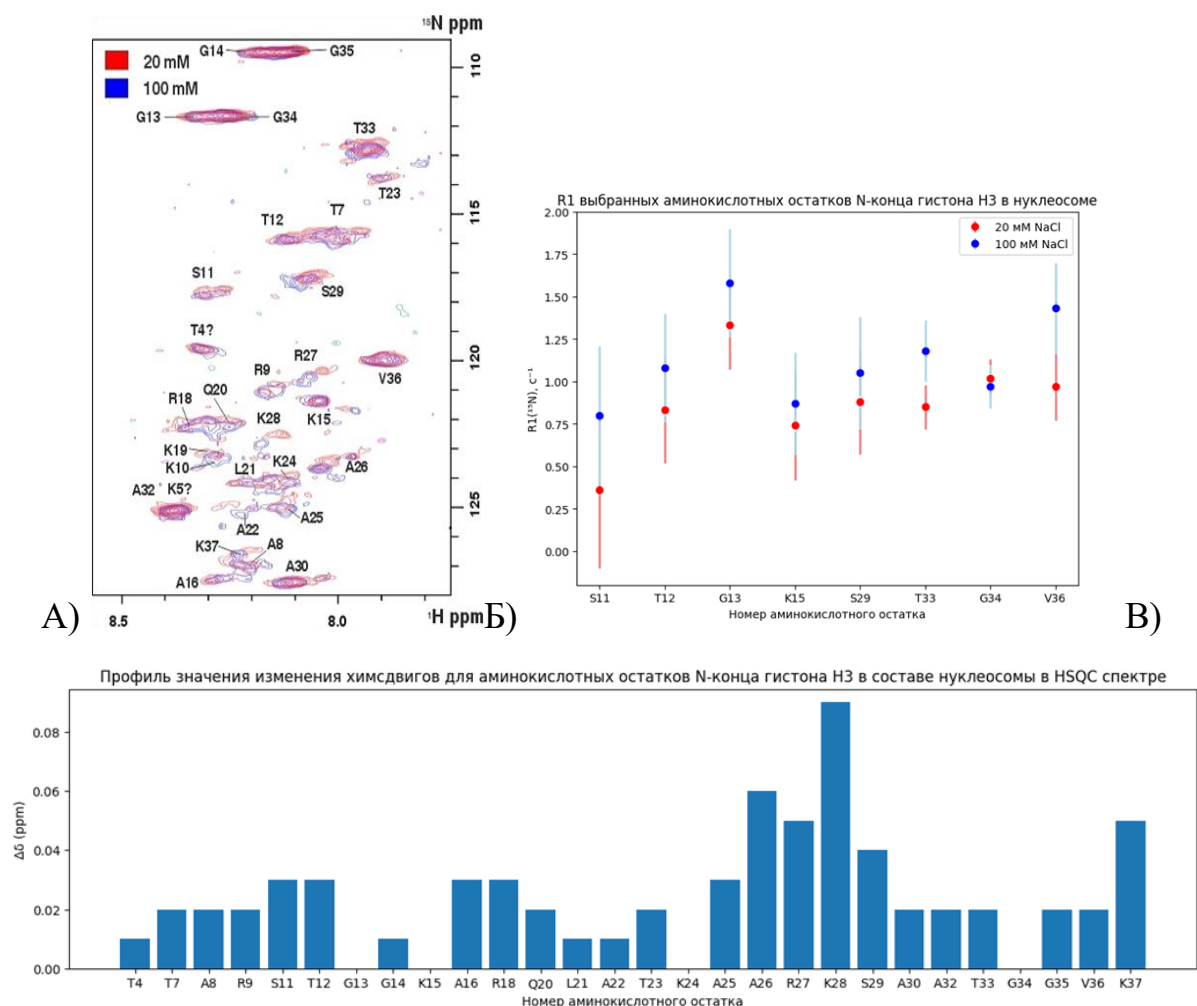 ¹⁵N ppm
20 mM
100 mM
G14
G35
G13
G34
T33
T23
T12
T7
S11
S29
T4?
R9
R27
V36
Q20
R18
K28
K15
K19
K10
L21
K24
A26
A32
K5?
A22
A25
K37
A8
A16
A30
110
115
120
125
8.5
8.0
¹H ppm
А)
R1 выбранных аминокислотных остатков N-конца гистона H3 в нуклеосоме
20 мМ NaCl
100 мМ NaCl
R1(¹⁵N), с⁻¹
2.00
1.75
1.50
1.25
1.00
0.75
0.50
0.25
0.00
S11 T12 G13 K15 S29 T33 G34 V36
Номер аминокислотного остатка
Б)
В)
Профиль значения изменения химсдвигов для аминокислотных остатков N-конца гистона H3 в составе нуклеосомы в HSQC спектре
Δδ (ppm)
0.08
0.06
0.04
0.02
0.00
T4 T7 A8 R9 S11 T12 G13 G14 K15 A16 R18 Q20 L21 A22 T23 K24 A25 A26 R27 K28 S29 A30 A32 T33 G34 G35 V36 K37
Номер аминокислотного остатка